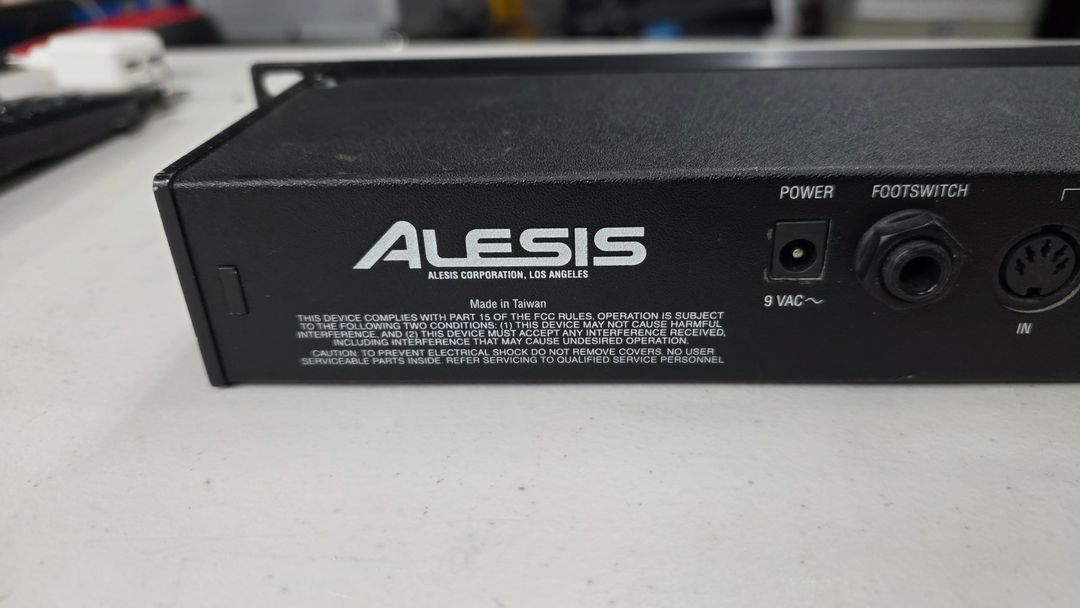 ALESIS
ALESIS CORPORATION, LOS ANGELES
Made in Taiwan
THIS DEVICE COMPLIES WITH PART 15 OF THE FCC RULES. OPERATION IS SUBJECT
TO THE FOLLOWING TWO CONDITIONS: (1) THIS DEVICE MAY NOT CAUSE HARMFUL
INTERFERENCE, AND (2) THIS DEVICE MUST ACCEPT ANY INTERFERENCE RECEIVED,
INCLUDING INTERFERENCE THAT MAY CAUSE UNDESIRED OPERATION.
CAUTION: TO PREVENT ELECTRICAL SHOCK DO NOT REMOVE COVERS. NO USER
SERVICEABLE PARTS INSIDE. REFER SERVICING TO QUALIFIED SERVICE PERSONNEL
POWER
9 VAC～
FOOTSWITCH
IN